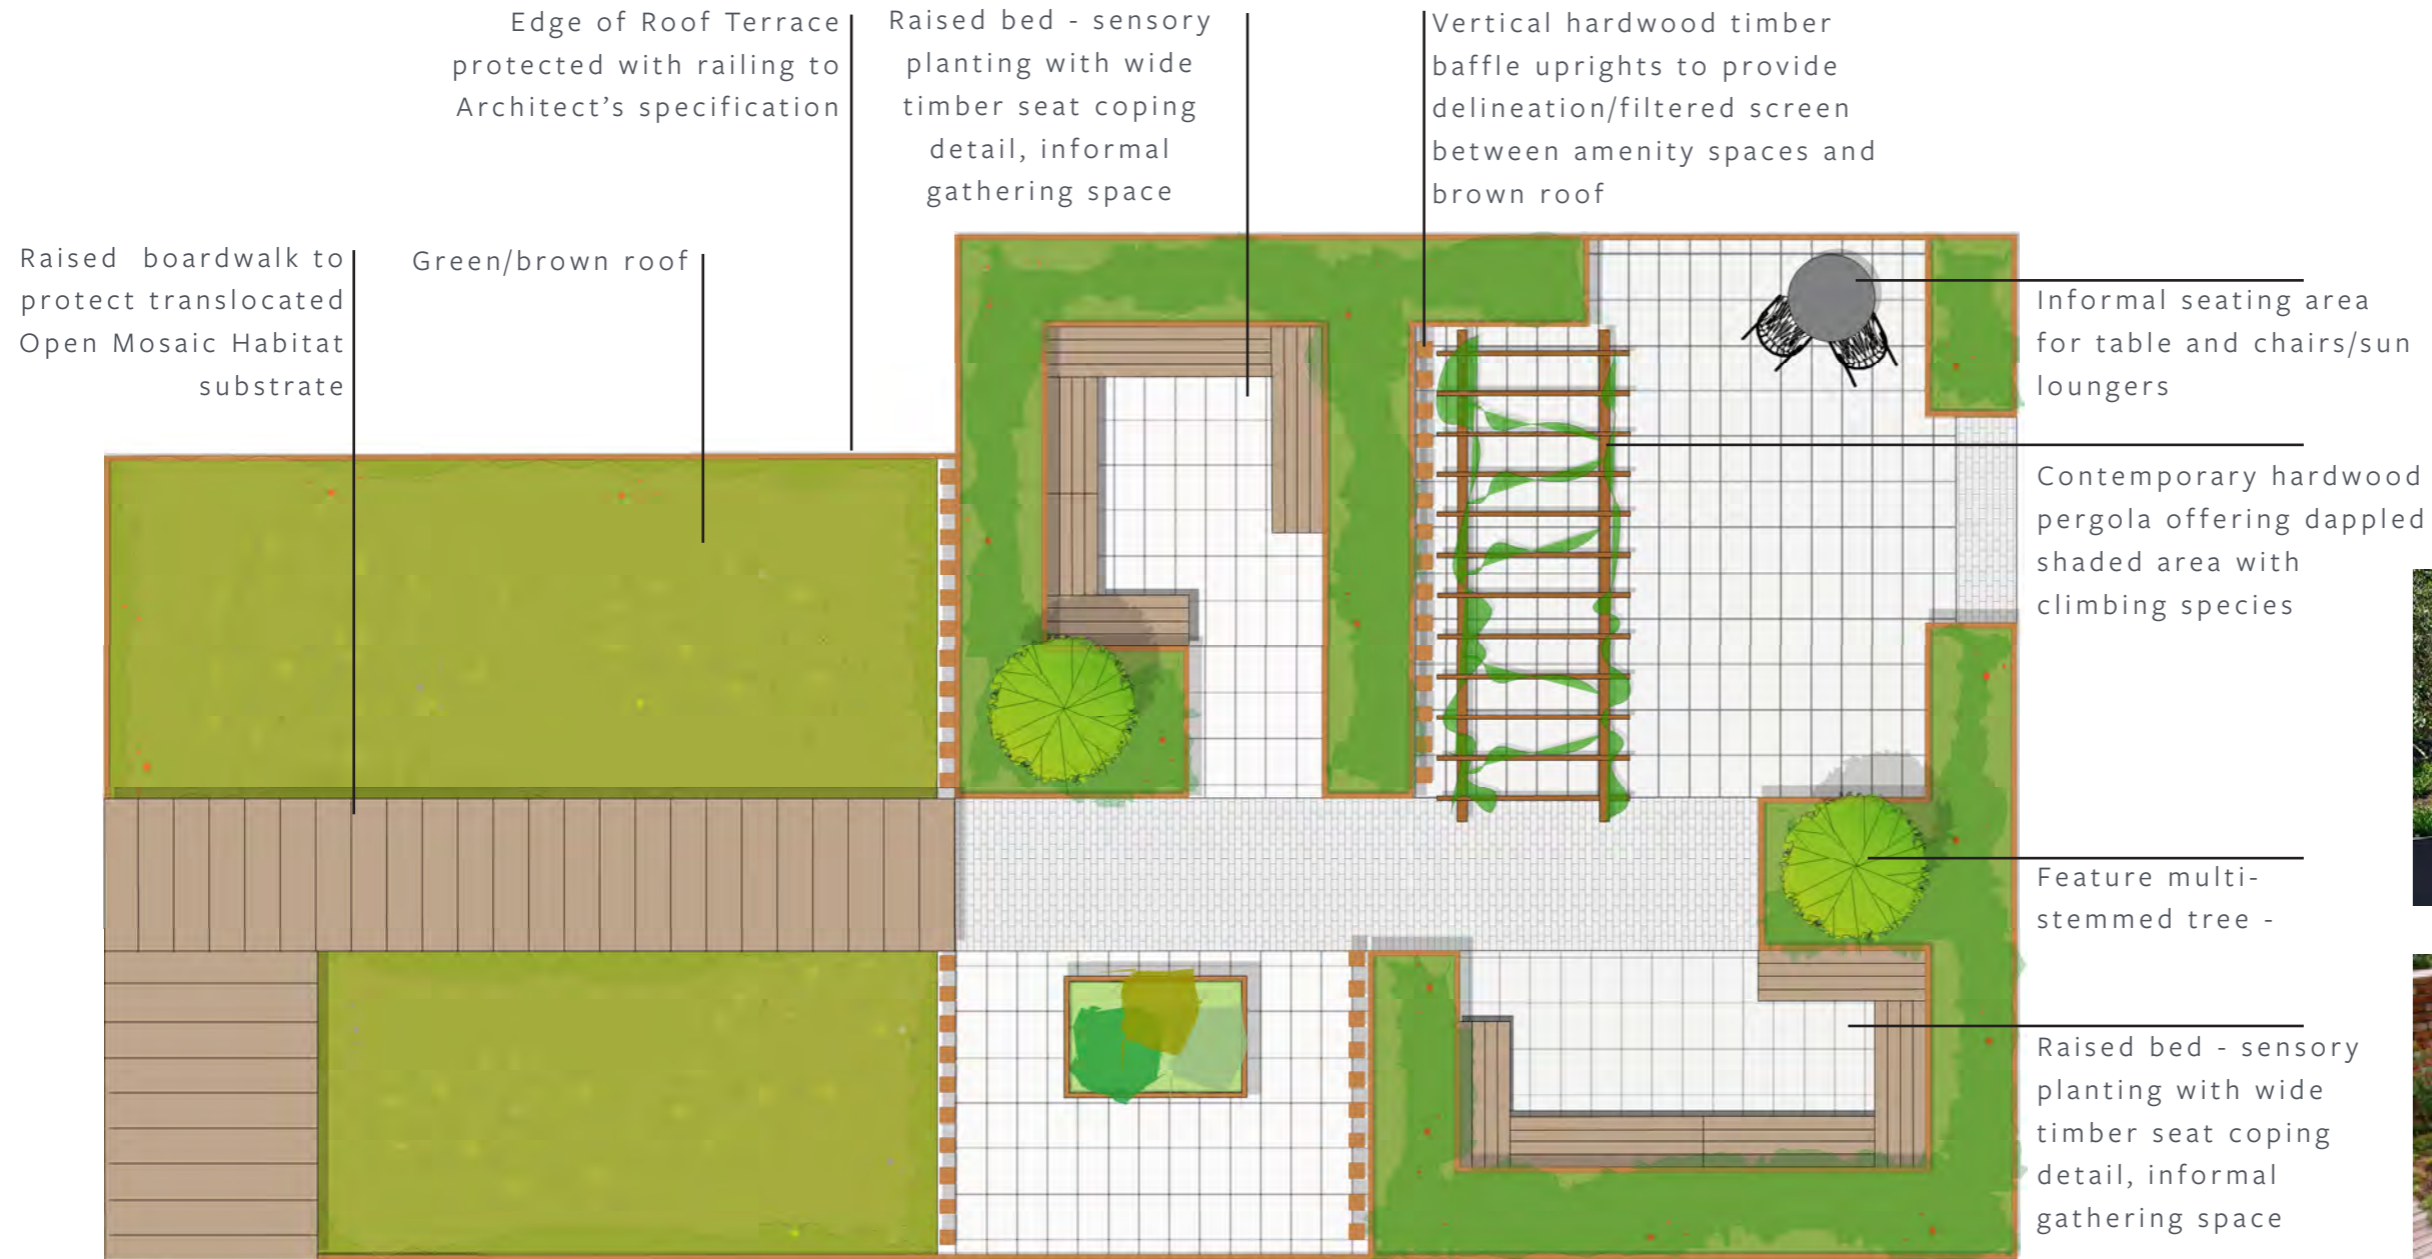 Edge of Roof Terrace
protected with railing to
Architect's specification
Raised bed - sensory
planting with wide
timber seat coping
detail, informal
gathering space
Vertical hardwood timber
baffle uprights to provide
delineation/filtered screen
between amenity spaces and
brown roof
Raised boardwalk to
protect translocated
Open Mosaic Habitat
substrate
Green/brown roof
Informal seating area
for table and chairs/sun
loungers
Contemporary hardwood
pergola offering dappled
shaded area with
climbing species
Feature multi-
stemmed tree -
Raised bed - sensory
planting with wide
timber seat coping
detail, informal
gathering space